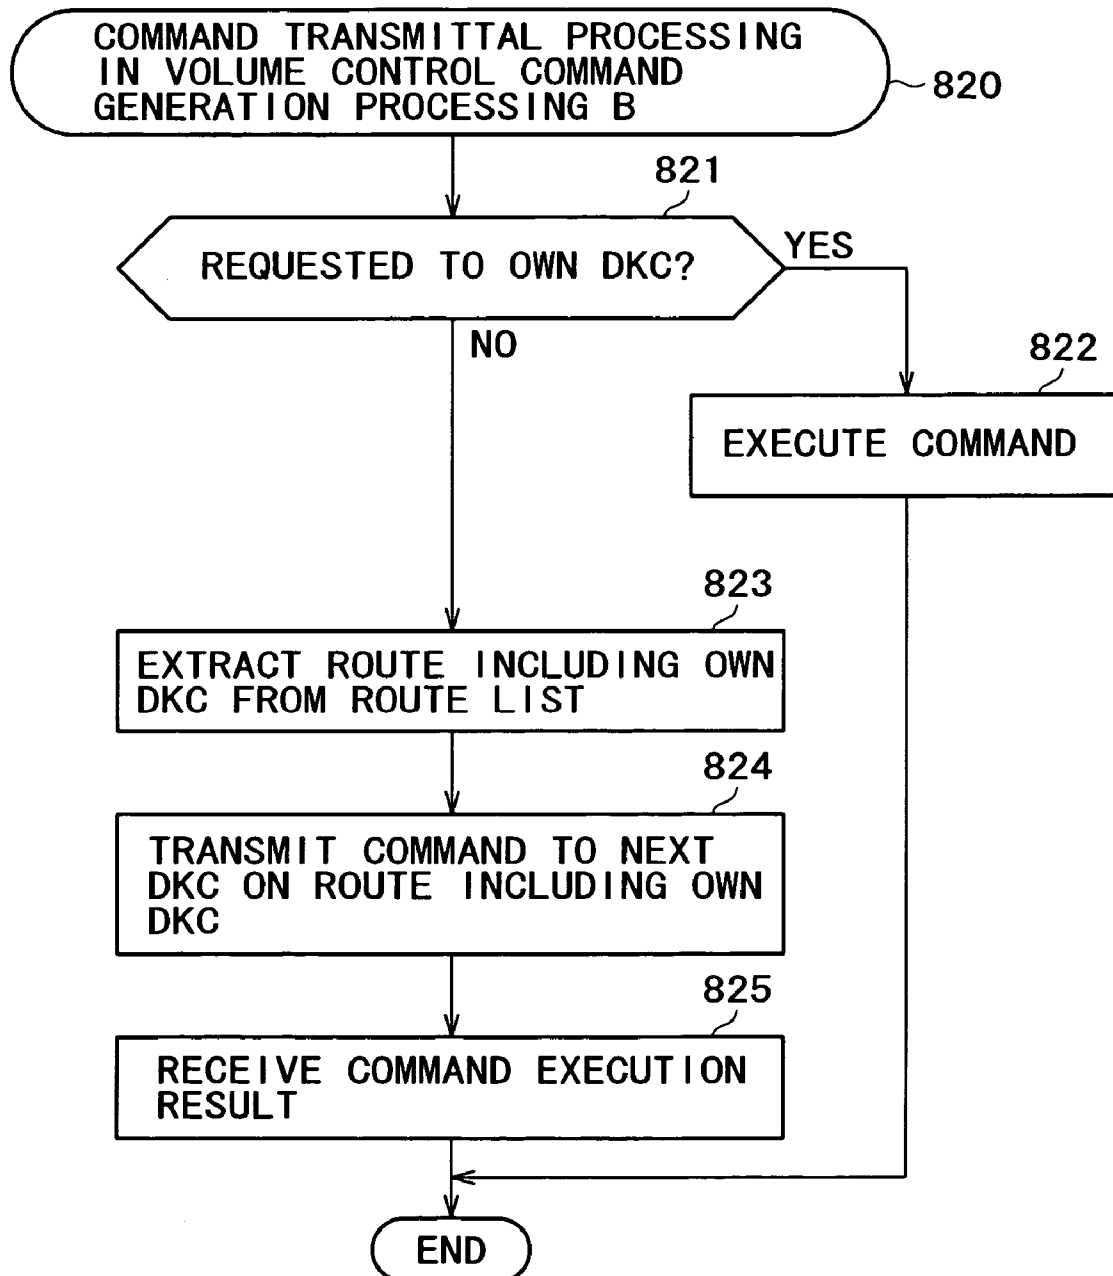 COMMAND TRANSMITTAL PROCESSING
IN VOLUME CONTROL COMMAND
GENERATION PROCESSING B
820
821
REQUESTED TO OWN DKC?
YES
NO
822
EXECUTE COMMAND
823
EXTRACT ROUTE INCLUDING OWN
DKC FROM ROUTE LIST
824
TRANSMIT COMMAND TO NEXT
DKC ON ROUTE INCLUDING OWN
DKC
825
RECEIVE COMMAND EXECUTION
RESULT
END